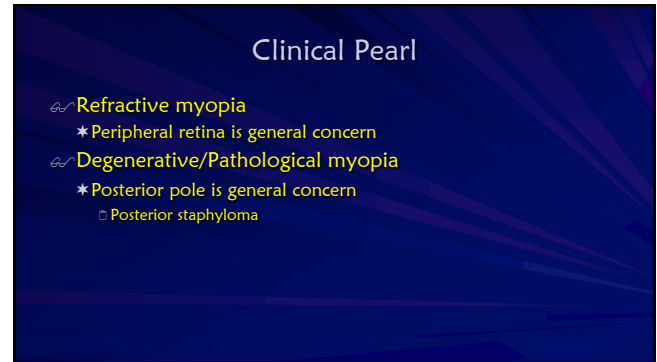 Clinical Pearl
Refractive myopia
Peripheral retina is general concern
Degenerative/Pathological myopia
Posterior pole is general concern
Posterior staphyloma